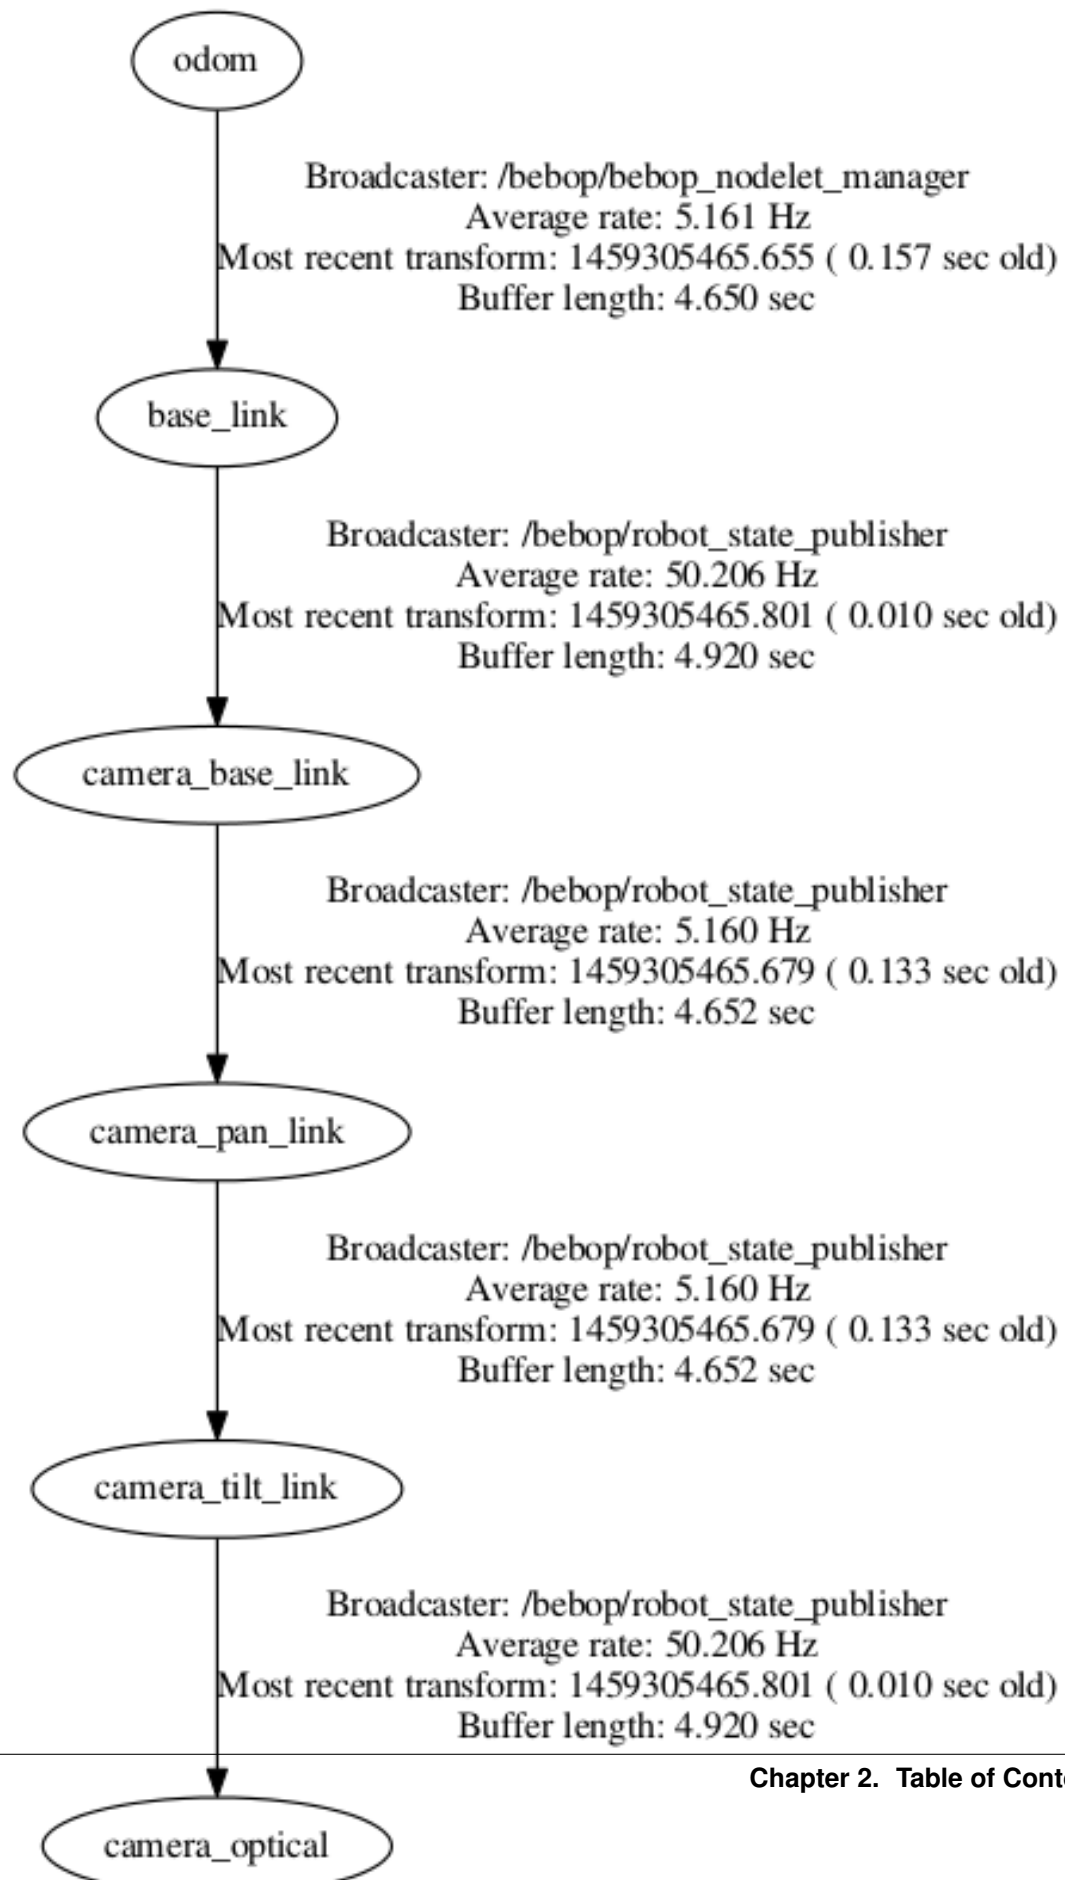 odom
Broadcaster: /bebop/bebop_nodelet_manager
Average rate: 5.161 Hz
Most recent transform: 1459305465.655 ( 0.157 sec old)
Buffer length: 4.650 sec
base_link
Broadcaster: /bebop/robot_state_publisher
Average rate: 50.206 Hz
Most recent transform: 1459305465.801 ( 0.010 sec old)
Buffer length: 4.920 sec
camera_base_link
Broadcaster: /bebop/robot_state_publisher
Average rate: 5.160 Hz
Most recent transform: 1459305465.679 ( 0.133 sec old)
Buffer length: 4.652 sec
camera_pan_link
Broadcaster: /bebop/robot_state_publisher
Average rate: 5.160 Hz
Most recent transform: 1459305465.679 ( 0.133 sec old)
Buffer length: 4.652 sec
camera_tilt_link
Broadcaster: /bebop/robot_state_publisher
Average rate: 50.206 Hz
Most recent transform: 1459305465.801 ( 0.010 sec old)
Buffer length: 4.920 sec
Chapter 2. Table of
camera_optical